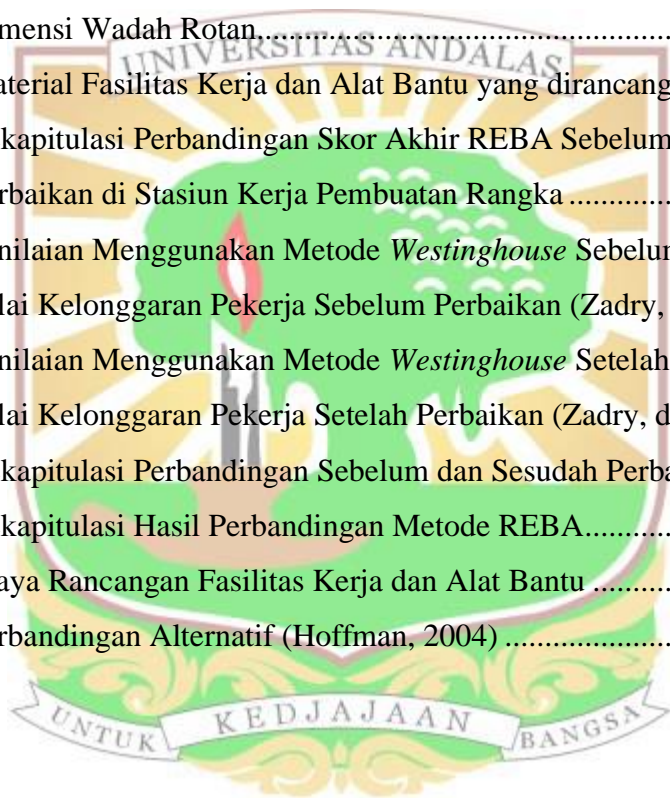 mensi Wadah Rotan.......................................................
UNIVERSITAS ANDALAS
aterial Fasilitas Kerja dan Alat Bantu yang dirancang
kapitulasi Perbandingan Skor Akhir REBA Sebelum
rbaikan di Stasiun Kerja Pembuatan Rangka ..............
nilaian Menggunakan Metode Westinghouse Sebelum
lai Kelonggaran Pekerja Sebelum Perbaikan (Zadry,
nilaian Menggunakan Metode Westinghouse Setelah
lai Kelonggaran Pekerja Setelah Perbaikan (Zadry, d
kapitulasi Perbandingan Sebelum dan Sesudah Perba
kapitulasi Hasil Perbandingan Metode REBA............
aya Rancangan Fasilitas Kerja dan Alat Bantu ...........
rbandingan Alternatif (Hoffman, 2004) ......................
UNTUK KEDJAJAAN BANGSA